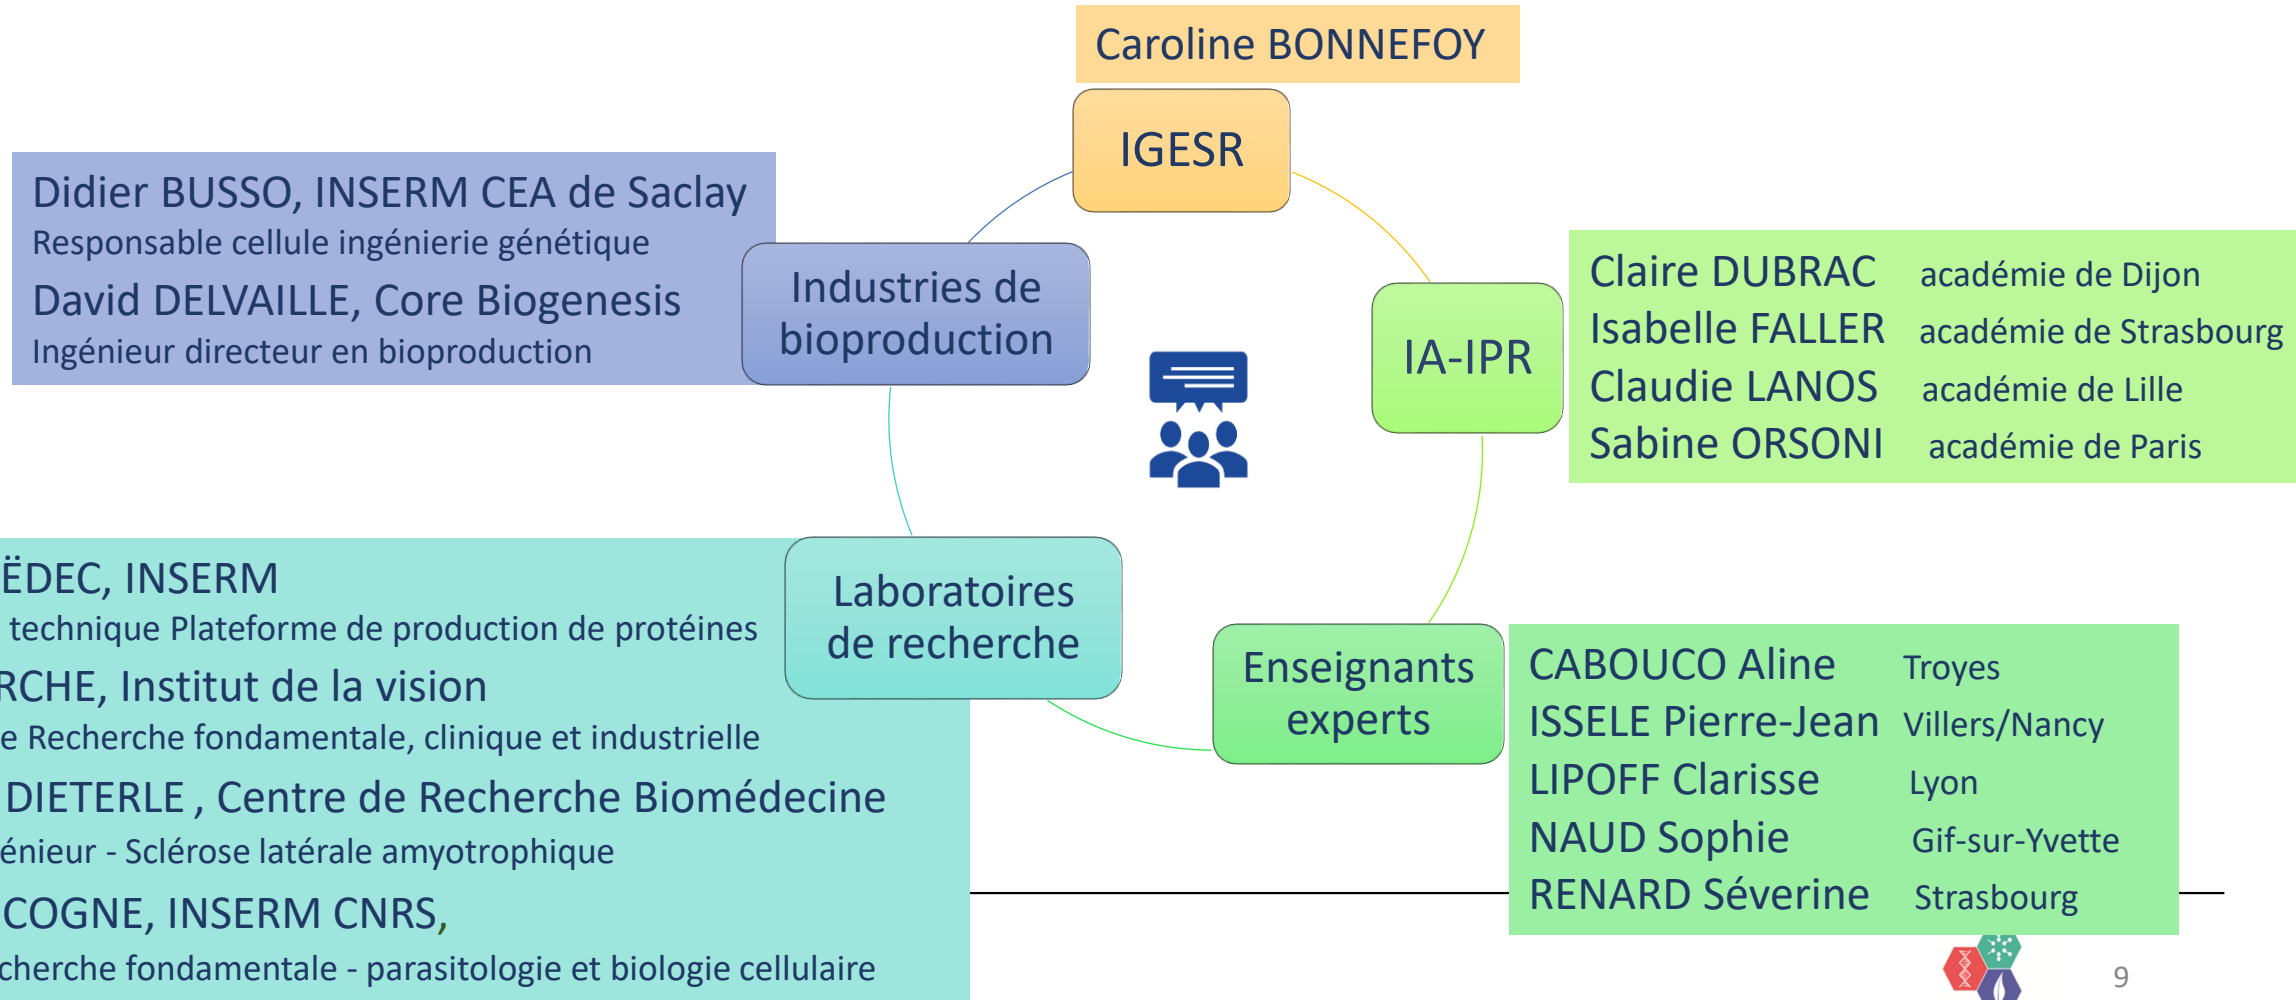 Caroline BONNEFOY
IGESR
Didier BUSSO, INSERM CEA de Saclay
Responsable cellule ingénierie génétique
David DELVAILLE, Core Biogenesis
Ingénieur directeur en bioproduction
Industries de
bioproduction
IA-IPR
Claire DUBRAC académie de Dijon
Isabelle FALLER académie de Strasbourg
Claudie LANOS académie de Lille
Sabine ORSONI académie de Paris
ËDEC, INSERM
technique Plateforme de production de protéines
RCHE, Institut de la vision
e Recherche fondamentale, clinique et industrielle
DIETERLE , Centre de Recherche Biomédecine
énieur - Sclérose latérale amyotrophique
COGNE, INSERM CNRS,
cherche fondamentale - parasitologie et biologie cellulaire
Laboratoires
de recherche
Enseignants
experts
CABOUCO Aline Troyes
ISSELE Pierre-Jean Villers/Nancy
LIPOFF Clarisse Lyon
NAUD Sophie Gif-sur-Yvette
RENARD Séverine Strasbourg
9